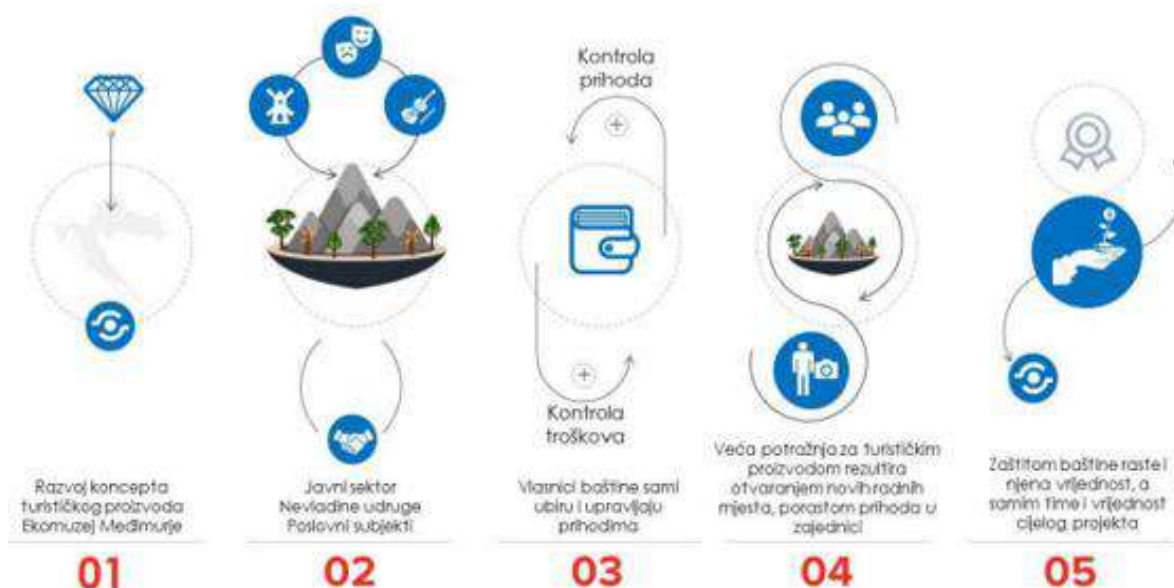 Razvoj koncepta
turističkog proizvoda
Ekomuzej Međimurje
01
Javni sektor
Nevladine udruge
Poslovni subjekti
02
Kontrola
prihoda
Kontrola
troškova
Vlasnici baštine sami
ubiru i upravljaju
prihodima
03
Veća potražnja za turističkim
proizvodom rezultira
otvaranjem novih radnih
mjesta, porastom prihoda u
zajednici
04
Zaštitom baštine raste i
njena vrijednost, a
samim time i vrijednost
cijelog projekta
05